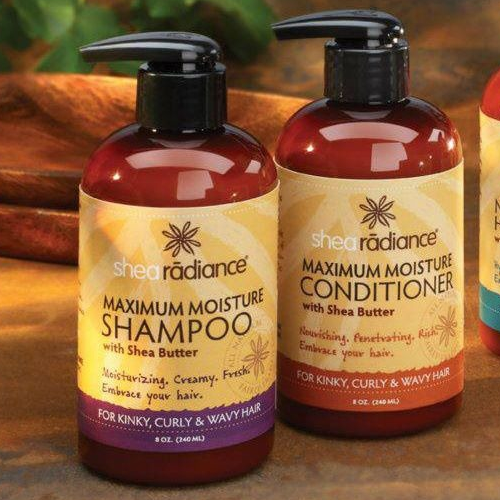 shea radiance®
MAXIMUM MOISTURE
SHAMPOO
with Shea Butter
Moisturizing. Creamy. Fresh.
Embrace your hair.
FOR KINKY, CURLY & WAVY HAIR
8 OZ. (240 ML)
shea radiance®
MAXIMUM MOISTURE
CONDITIONER
with Shea Butter
Nourishing. Penetrating. Rich.
Embrace your hair.
FOR KINKY, CURLY & WAVY HAIR
8 OZ. (240 ML)